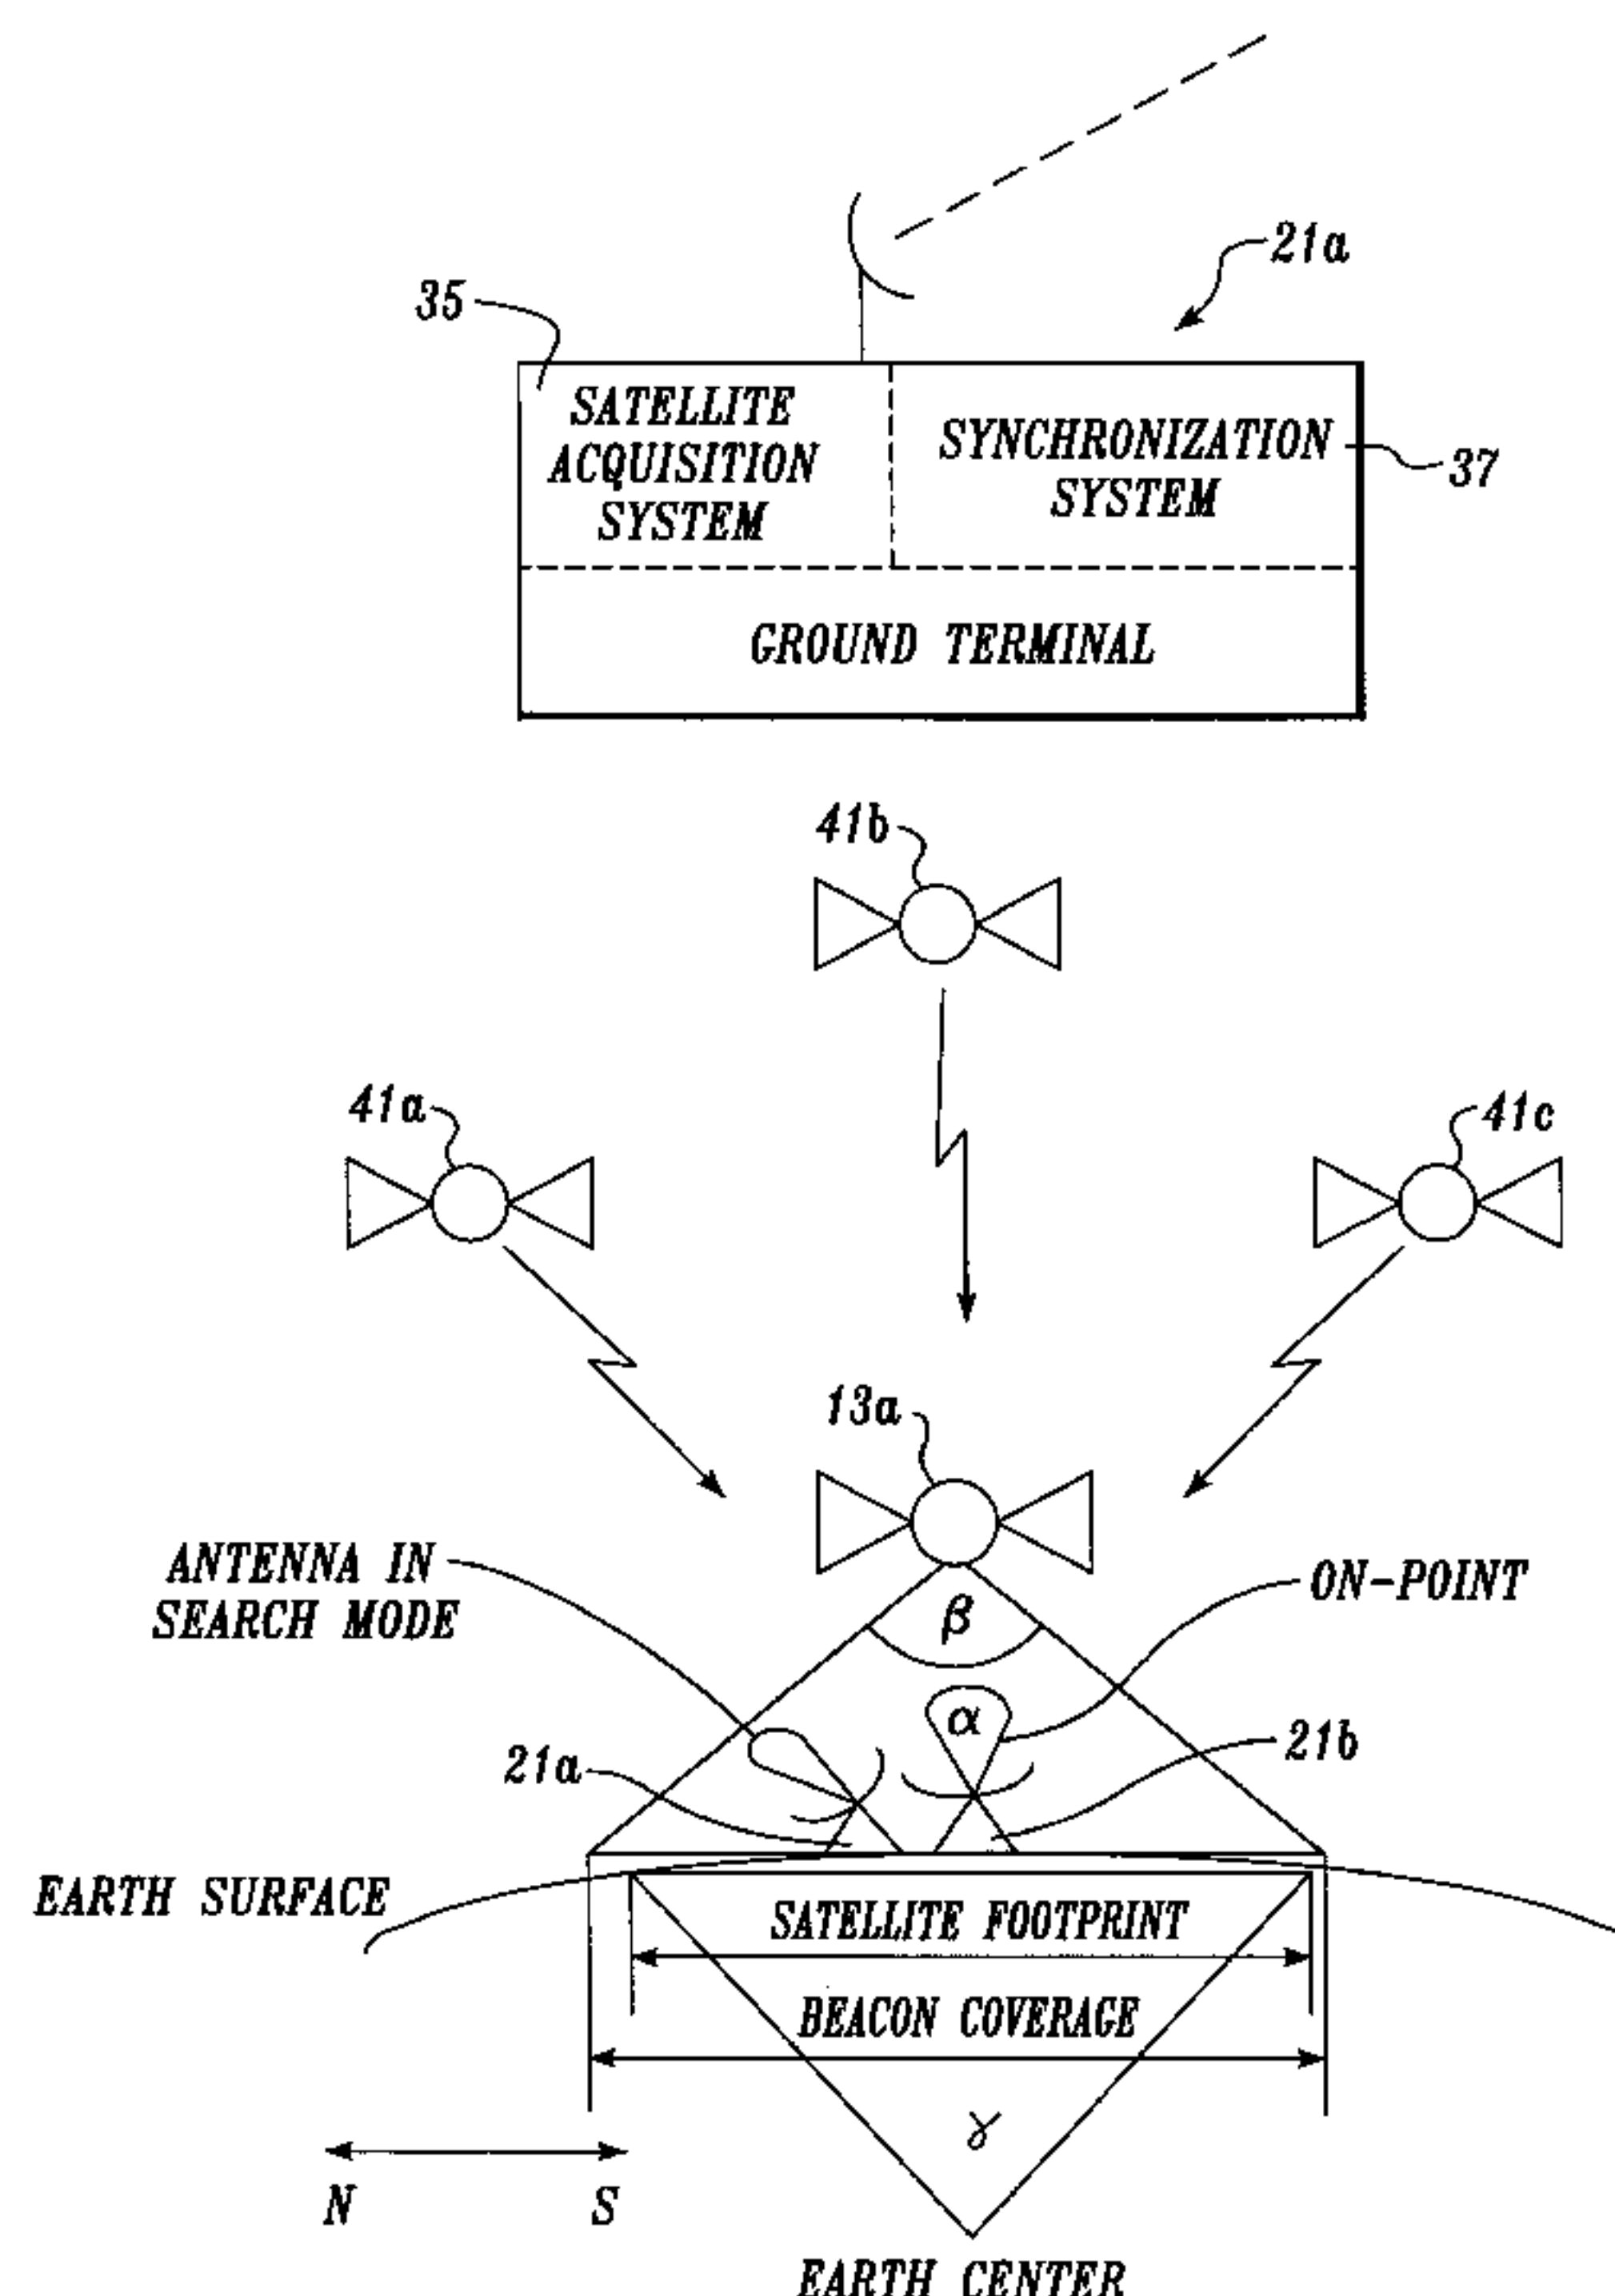 21a
35
SATELLITE
ACQUISITION
SYSTEM
SYNCHRONIZATION
SYSTEM
37
GROUND TERMINAL
41b
41a
41c
13a
ANTENNA IN
SEARCH MODE
ON-POINT
β
α
21a
21b
EARTH SURFACE
SATELLITE FOOTPRINT
BEACON COVERAGE
γ
N
S
EARTH CENTER